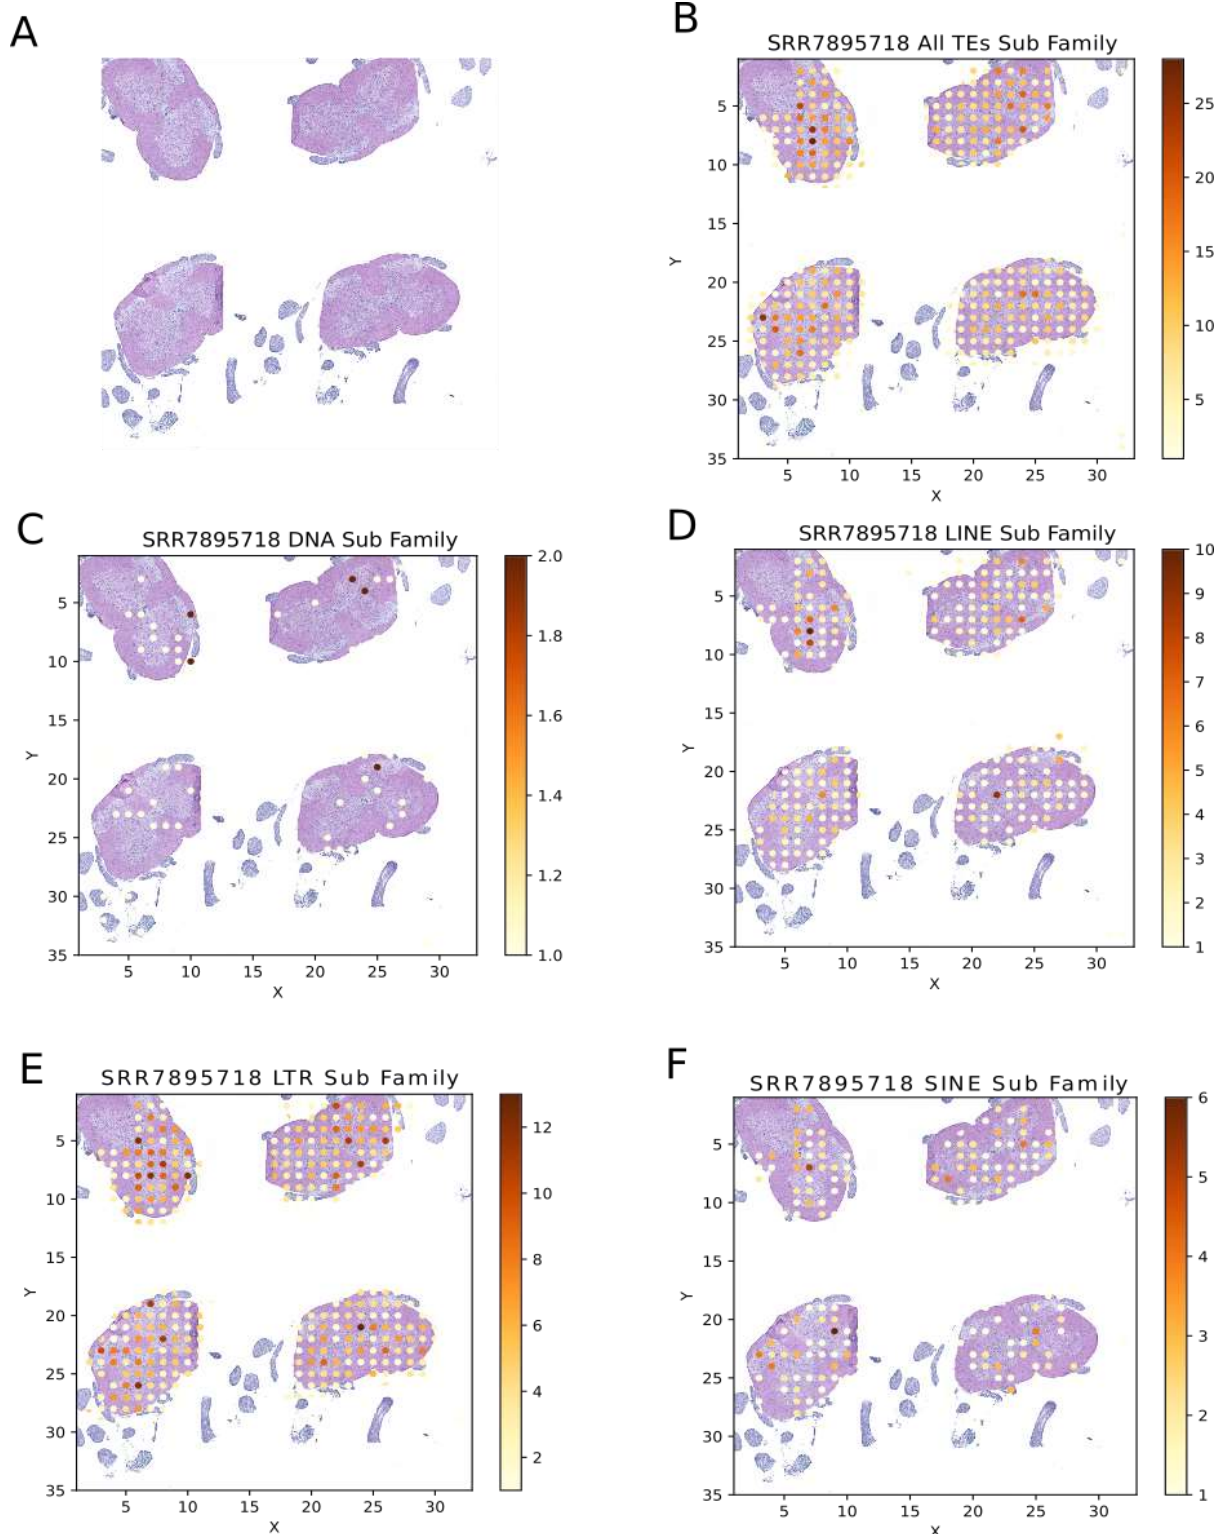 A
B
SRR7895718 All TEs Sub Family
5
10
15
20
25
30
35
5 10 15 20 25 30
X
Y
25
20
15
10
5
C
SRR7895718 DNA Sub Family
5
10
15
20
25
30
35
5 10 15 20 25 30
X
Y
2.0
1.8
1.6
1.4
1.2
1.0
D
SRR7895718 LINE Sub Family
5
10
15
20
25
30
35
5 10 15 20 25 30
X
Y
10
9
8
7
6
5
4
3
2
1
E
SRR7895718 LTR Sub Family
5
10
15
20
25
30
35
5 10 15 20 25 30
X
Y
12
10
8
6
4
2
F
SRR7895718 SINE Sub Family
5
10
15
20
25
30
35
5 10 15 20 25 30
X
Y
6
5
4
3
2
1